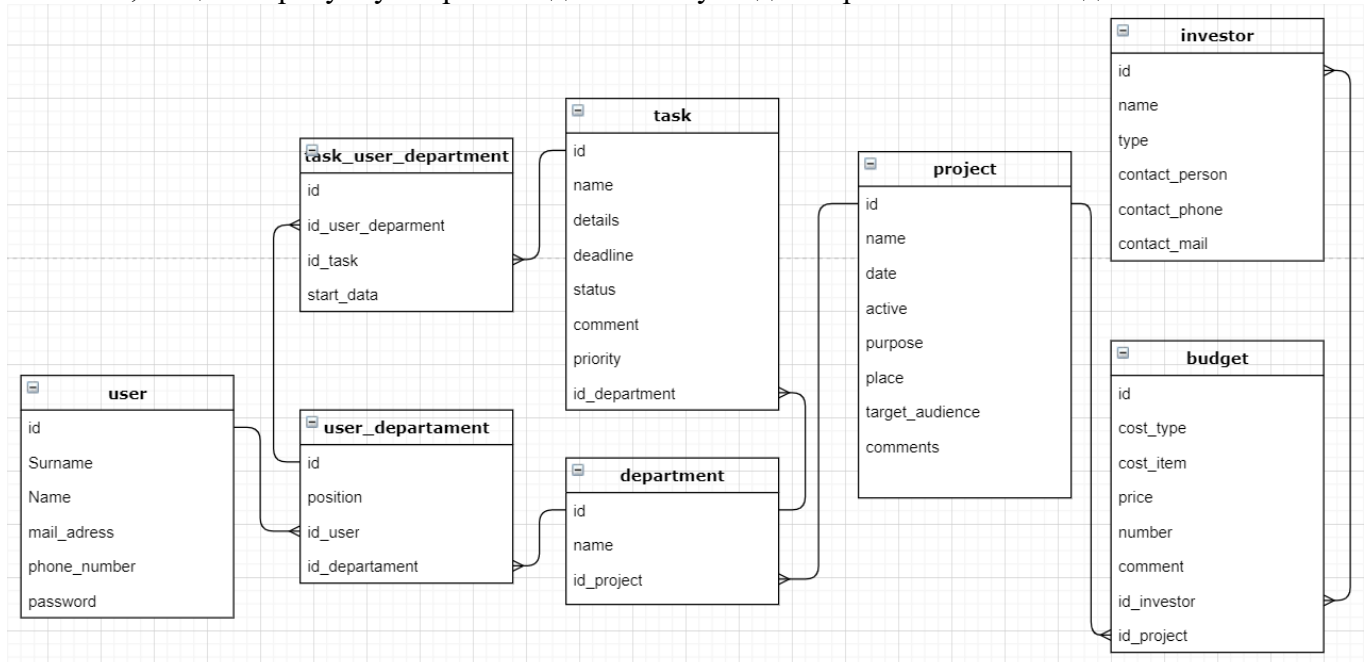 investor
id
name
type
contact_person
contact_phone
contact_mail
task
id
name
details
deadline
status
comment
priority
id_department
task_user_department
id
id_user_deparment
id_task
start_data
project
id
name
date
active
purpose
place
target_audience
comments
budget
id
cost_type
cost_item
price
number
comment
id_investor
id_project
user
id
Surname
Name
mail_adress
phone_number
password
user_departament
id
position
id_user
id_departament
department
id
name
id_project